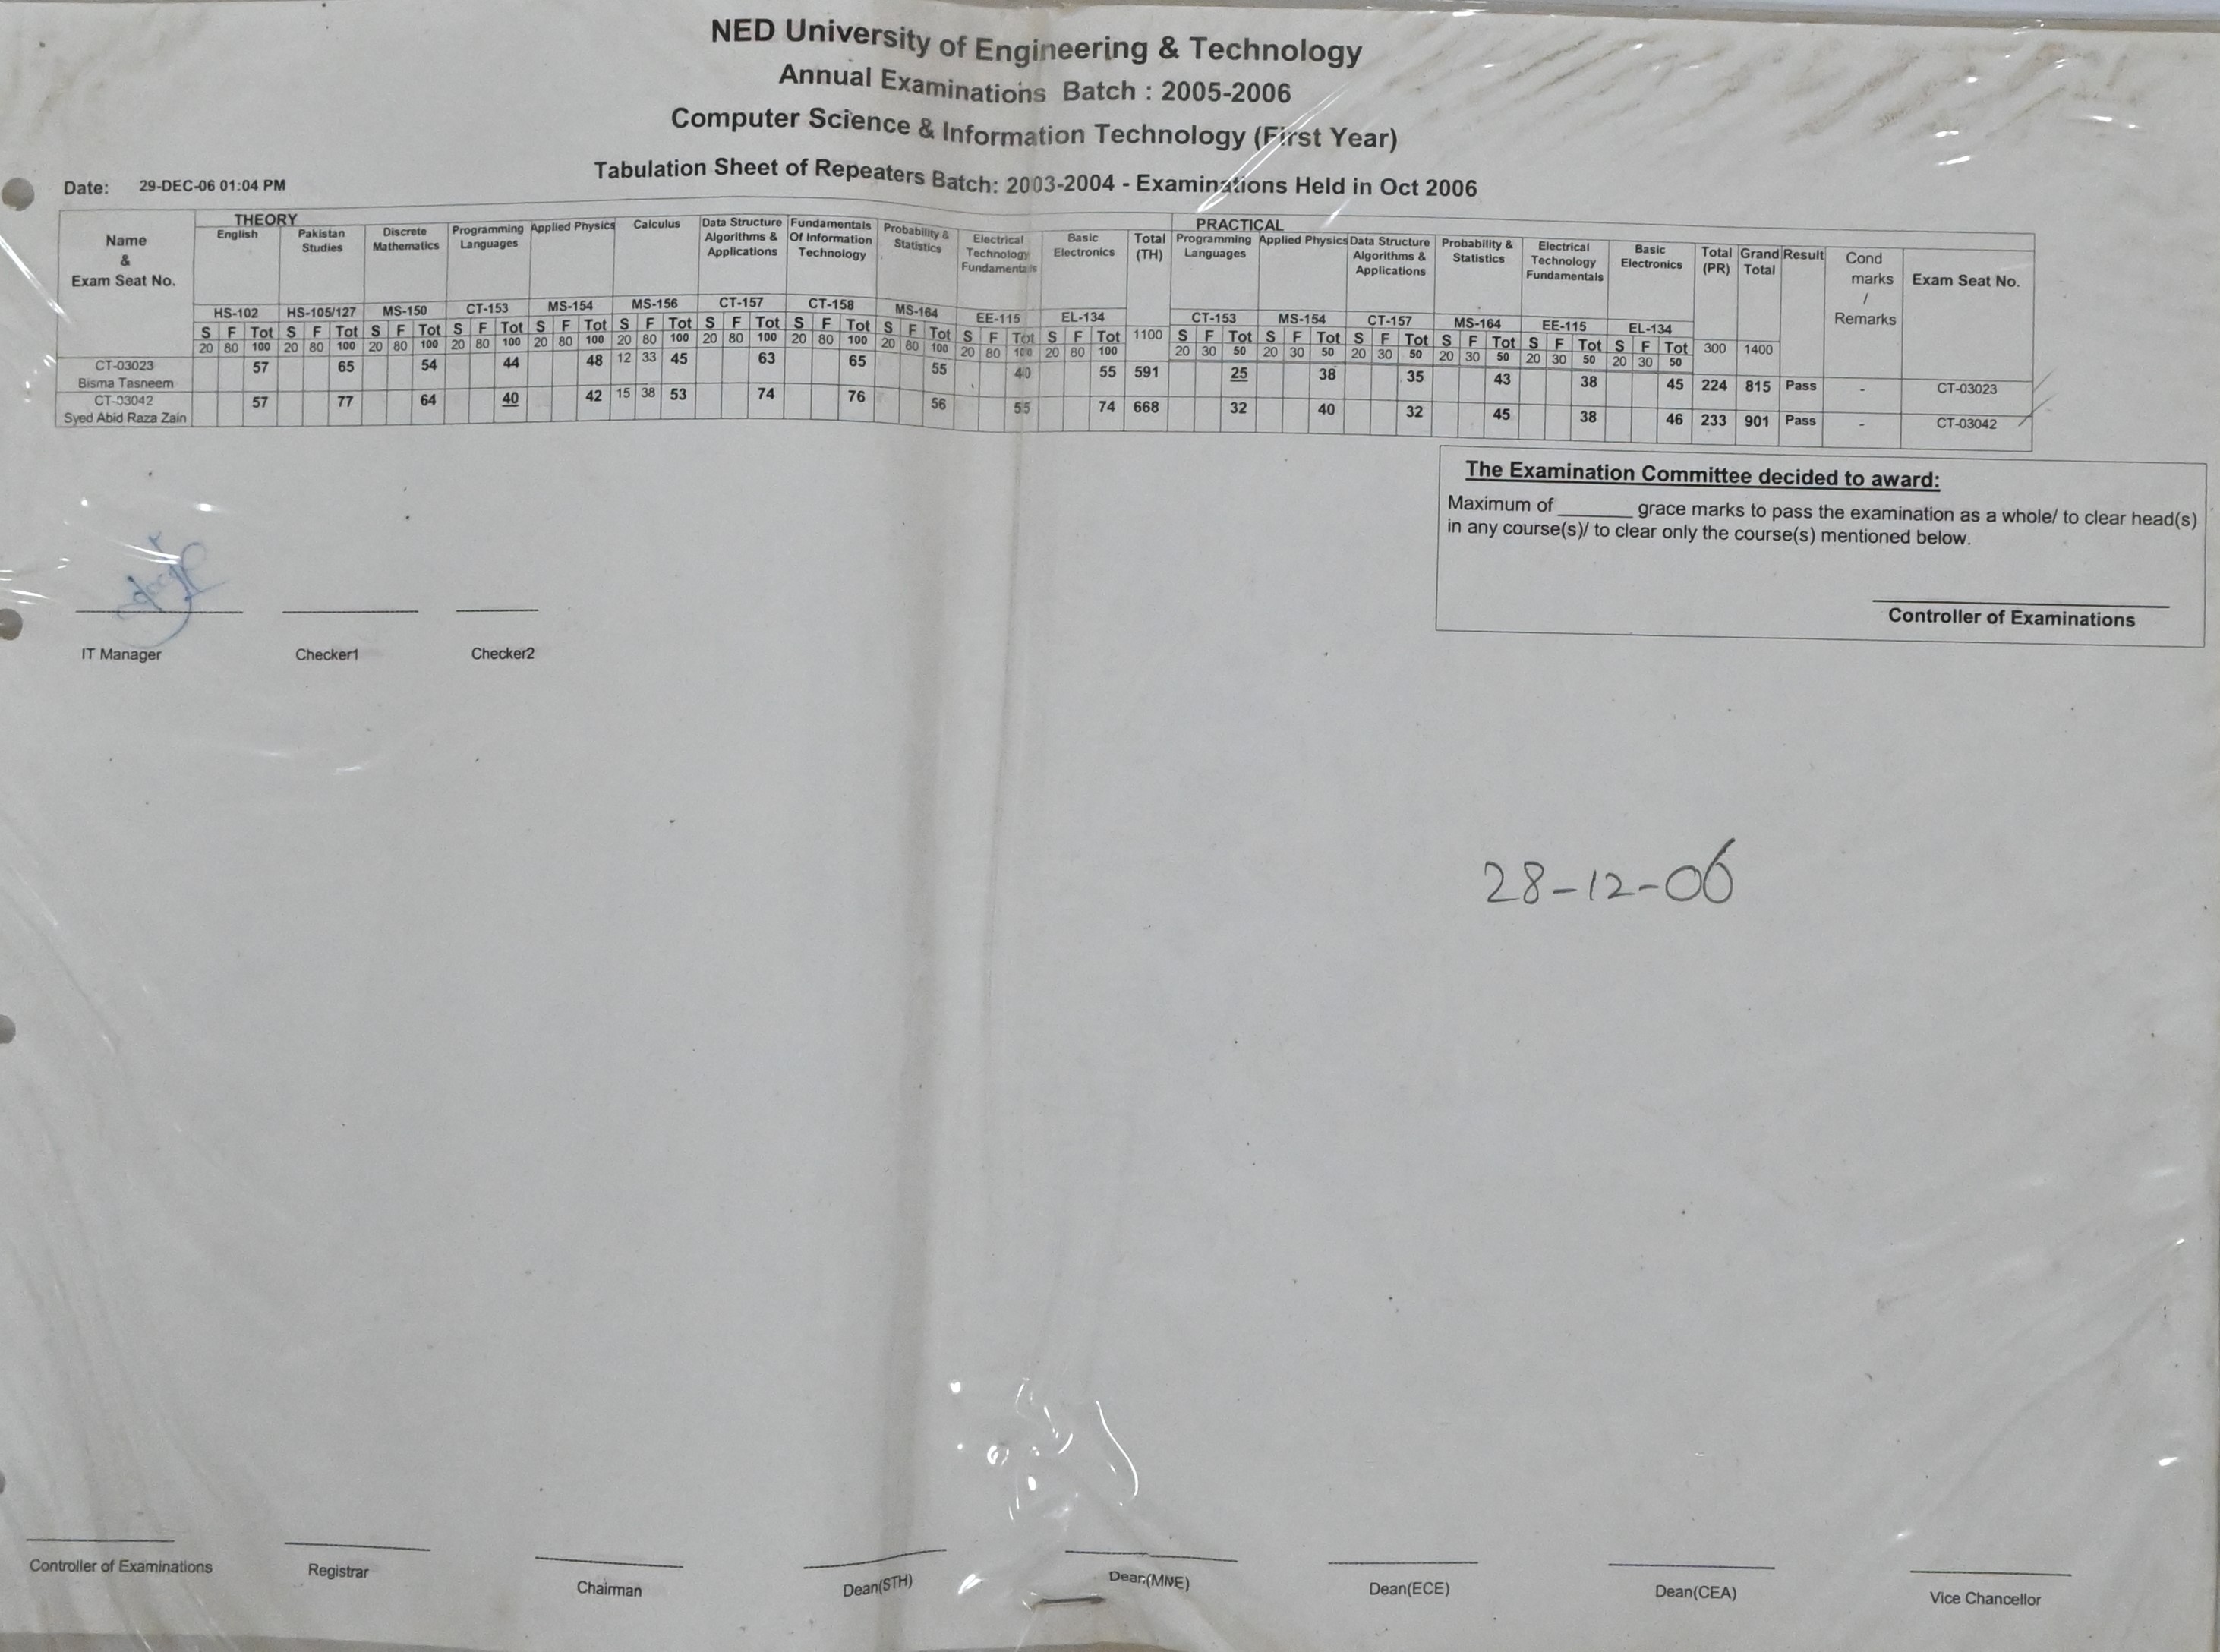 NED University of Engineering & Technology
Annual Examinations Batch : 2005-2006
Computer Science & Information Technology (First Year)
Tabulation Sheet of Repeaters Batch: 2003-2004 - Examinations Held in Oct 2006
Date: 29-DEC-06 01:04 PM
Name & Exam Seat No.
THEORY
English HS-102 S F Tot 20 80 100
Pakistan Studies HS-105/127 S F Tot 20 80 100
Discrete Mathematics MS-150 S F Tot 20 80 100
Programming Languages CT-153 S F Tot 20 80 100
Applied Physics MS-154 S F Tot 20 80 100
Calculus MS-156 S F Tot 20 80 100
Data Structure Algorithms & Applications CT-157 S F Tot 20 80 100
Fundamentals Of Information Technology CT-158 S F Tot 20 80 100
Probability & Statistics MS-164 S F Tot 20 80 100
Electrical Technology Fundamentals EE-115 S F Tot 20 80 100
Basic Electronics EL-134 S F Tot 20 80 100
Total (TH) 1100
PRACTICAL
Programming Languages CT-153 S F Tot 20 30 50
Applied Physics MS-154 S F Tot 20 30 50
Data Structure Algorithms & Applications CT-157 S F Tot 20 30 50
Probability & Statistics MS-164 S F Tot 20 30 50
Electrical Technology Fundamentals EE-115 S F Tot 20 30 50
Basic Electronics EL-134 S F Tot 20 30 50
Total (PR) 300
Grand Total 1400
Result
Cond marks / Remarks
Exam Seat No.
CT-03023 57 65 54 44 48 12 33 45 63 65 55 40 55 591 25 38 35 43 38 45 224 815 Pass - CT-03023
Bisma Tasneem
CT-03042 57 77 64 40 42 15 38 53 74 76 56 55 74 668 32 40 32 45 38 46 233 901 Pass - CT-03042
Syed Abid Raza Zain
The Examination Committee decided to award:
Maximum of _______ grace marks to pass the examination as a whole/ to clear head(s)
in any course(s)/ to clear only the course(s) mentioned below.
Controller of Examinations
IT Manager Checker1 Checker2
28-12-06
Controller of Examinations Registrar Chairman Dean(STH) Dean(MNE) Dean(ECE) Dean(CEA) Vice Chancellor